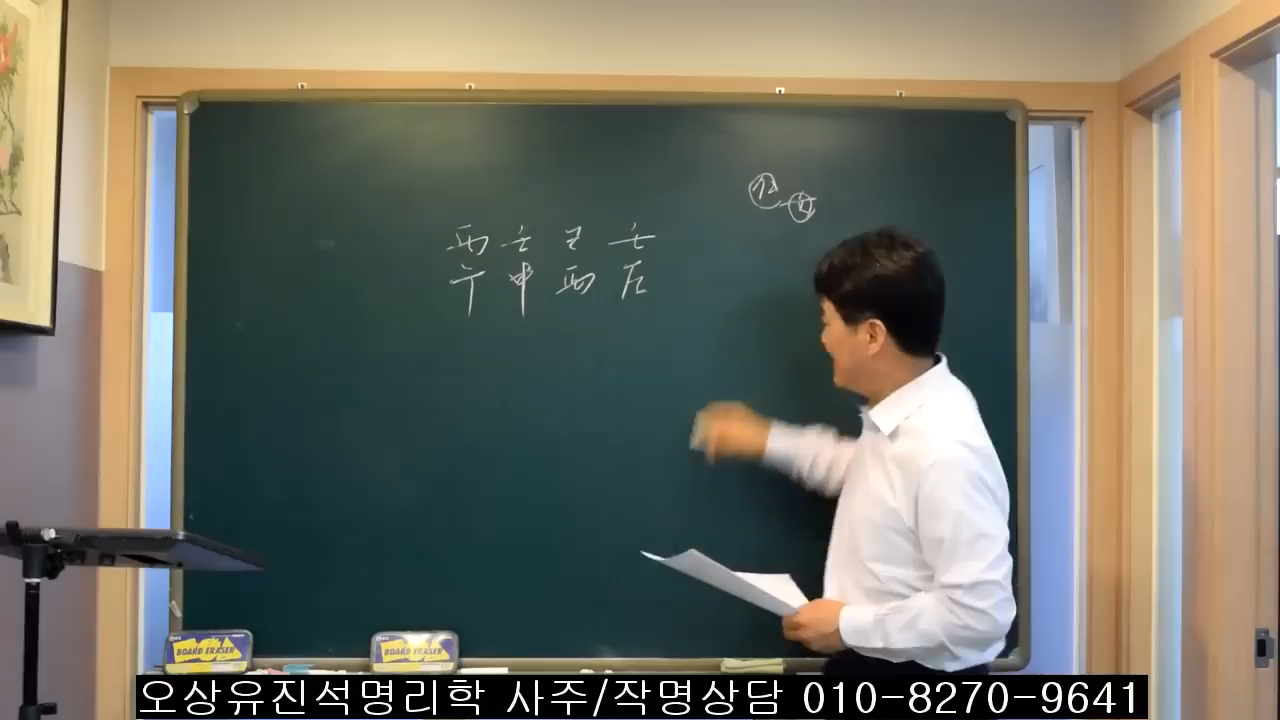 丙 壬 己 壬
午 申 酉 辰
BOARD ERASER
BOARD ERASER
오상유진석명리학 사주/작명상담 010-8270-9641